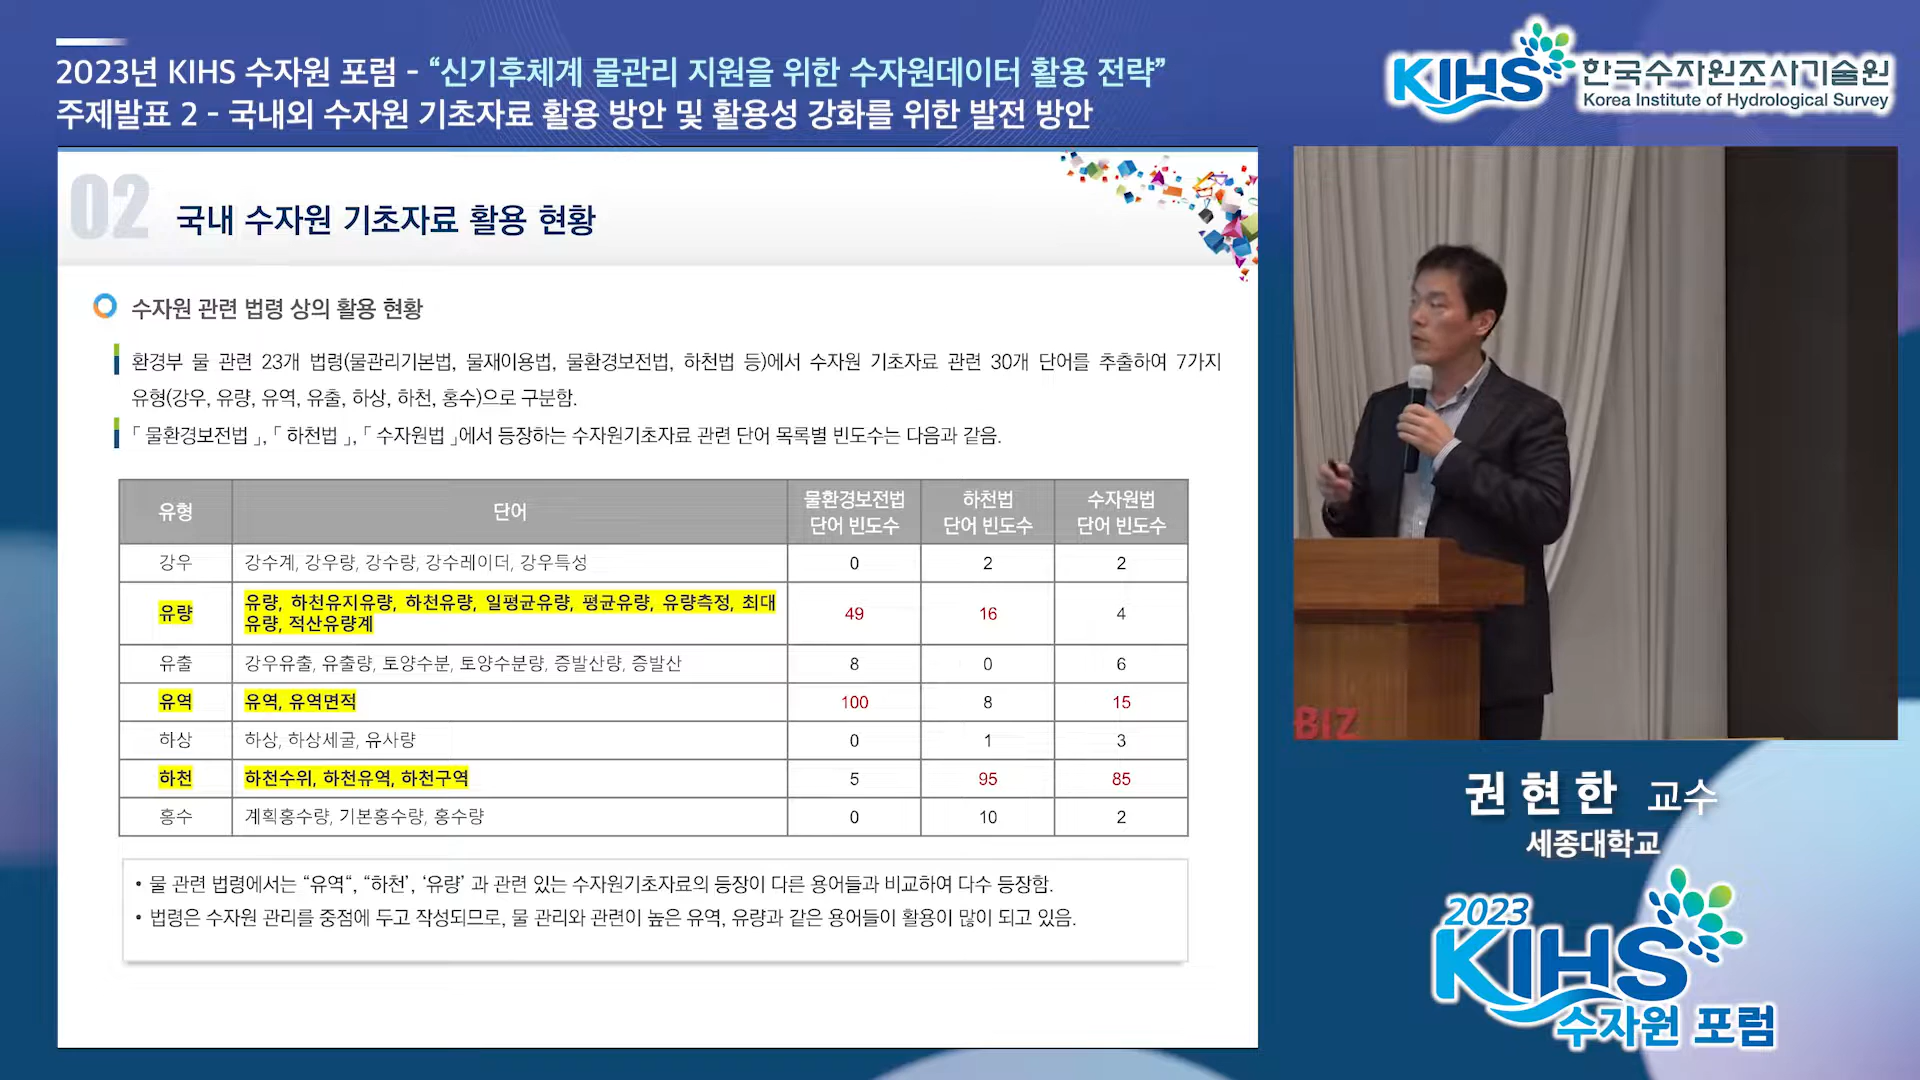 2023년 KIHS 수자원 포럼 - “신기후체계 물관리 지원을 위한 수자원데이터 활용 전략”
주제발표 2 - 국내외 수자원 기초자료 활용 방안 및 활용성 강화를 위한 발전 방안
KIHS 한국수자원조사기술원
Korea Institute of Hydrological Survey
02 국내 수자원 기초자료 활용 현황
수자원 관련 법령 상의 활용 현황
환경부 물 관련 23개 법령(물관리기본법, 물재이용법, 물환경보전법, 하천법 등)에서 수자원 기초자료 관련 30개 단어를 추출하여 7가지
유형(강우, 유량, 유역, 유출, 하상, 하천, 홍수)으로 구분함.
「 물환경보전법 」,「 하천법 」,「 수자원법 」에서 등장하는 수자원기초자료 관련 단어 목록별 빈도수는 다음과 같음.
유형 단어 물환경보전법 단어 빈도수 하천법 단어 빈도수 수자원법 단어 빈도수
강우 강수계, 강우량, 강수량, 강수레이더, 강우특성 0 2 2
유량 유량, 하천유지유량, 하천유량, 일평균유량, 평균유량, 유량측정, 최대
유량, 적산유량계 49 16 4
유출 강우유출, 유출량, 토양수분, 토양수분량, 증발산량, 증발산 8 0 6
유역 유역, 유역면적 100 8 15
하상 하상, 하상세굴, 유사량 0 1 3
하천 하천수위, 하천유역, 하천구역 5 95 85
홍수 계획홍수량, 기본홍수량, 홍수량 0 10 2
• 물 관련 법령에서는 “유역“, “하천’, ‘유량’ 과 관련 있는 수자원기초자료의 등장이 다른 용어들과 비교하여 다수 등장함.
• 법령은 수자원 관리를 중점에 두고 작성되므로, 물 관리와 관련이 높은 유역, 유량과 같은 용어들이 활용이 많이 되고 있음.
BIZ
권현한 교수
세종대학교
2023
KIHS
수자원 포럼